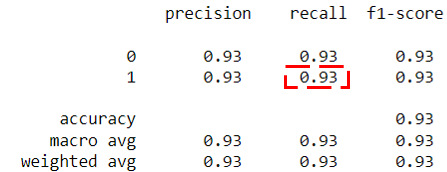 precision recall f1-score
0 0.93 0.93 0.93
1 0.93 0.93 0.93
accuracy 0.93
macro avg 0.93 0.93 0.93
weighted avg 0.93 0.93 0.93